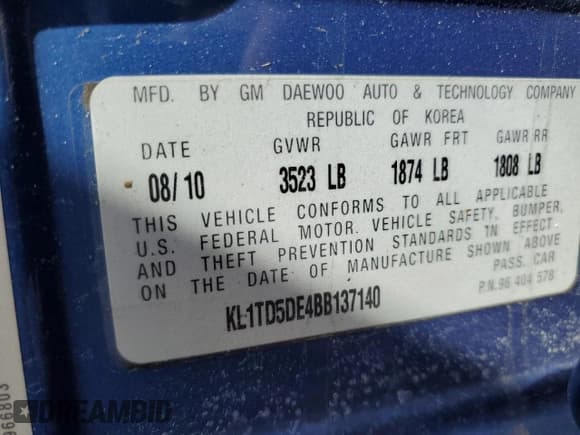 MFD. BY GM DAEWOO AUTO & TECHNOLOGY COMPANY
REPUBLIC OF KOREA
DATE GVWR GAWR FRT GAWR RR
08/10 3523 LB 1874 LB 1808 LB
THIS VEHICLE CONFORMS TO ALL APPLICABLE
U.S. FEDERAL MOTOR. VEHICLE SAFETY, BUMPER,
AND THEFT PREVENTION STANDARDS IN EFFECT
ON THE DATE OF MANUFACTURE SHOWN ABOVE
PASS. CAR
P.N.96 404 578
KL1TD5DE4BB137140
966803
DREAMBID